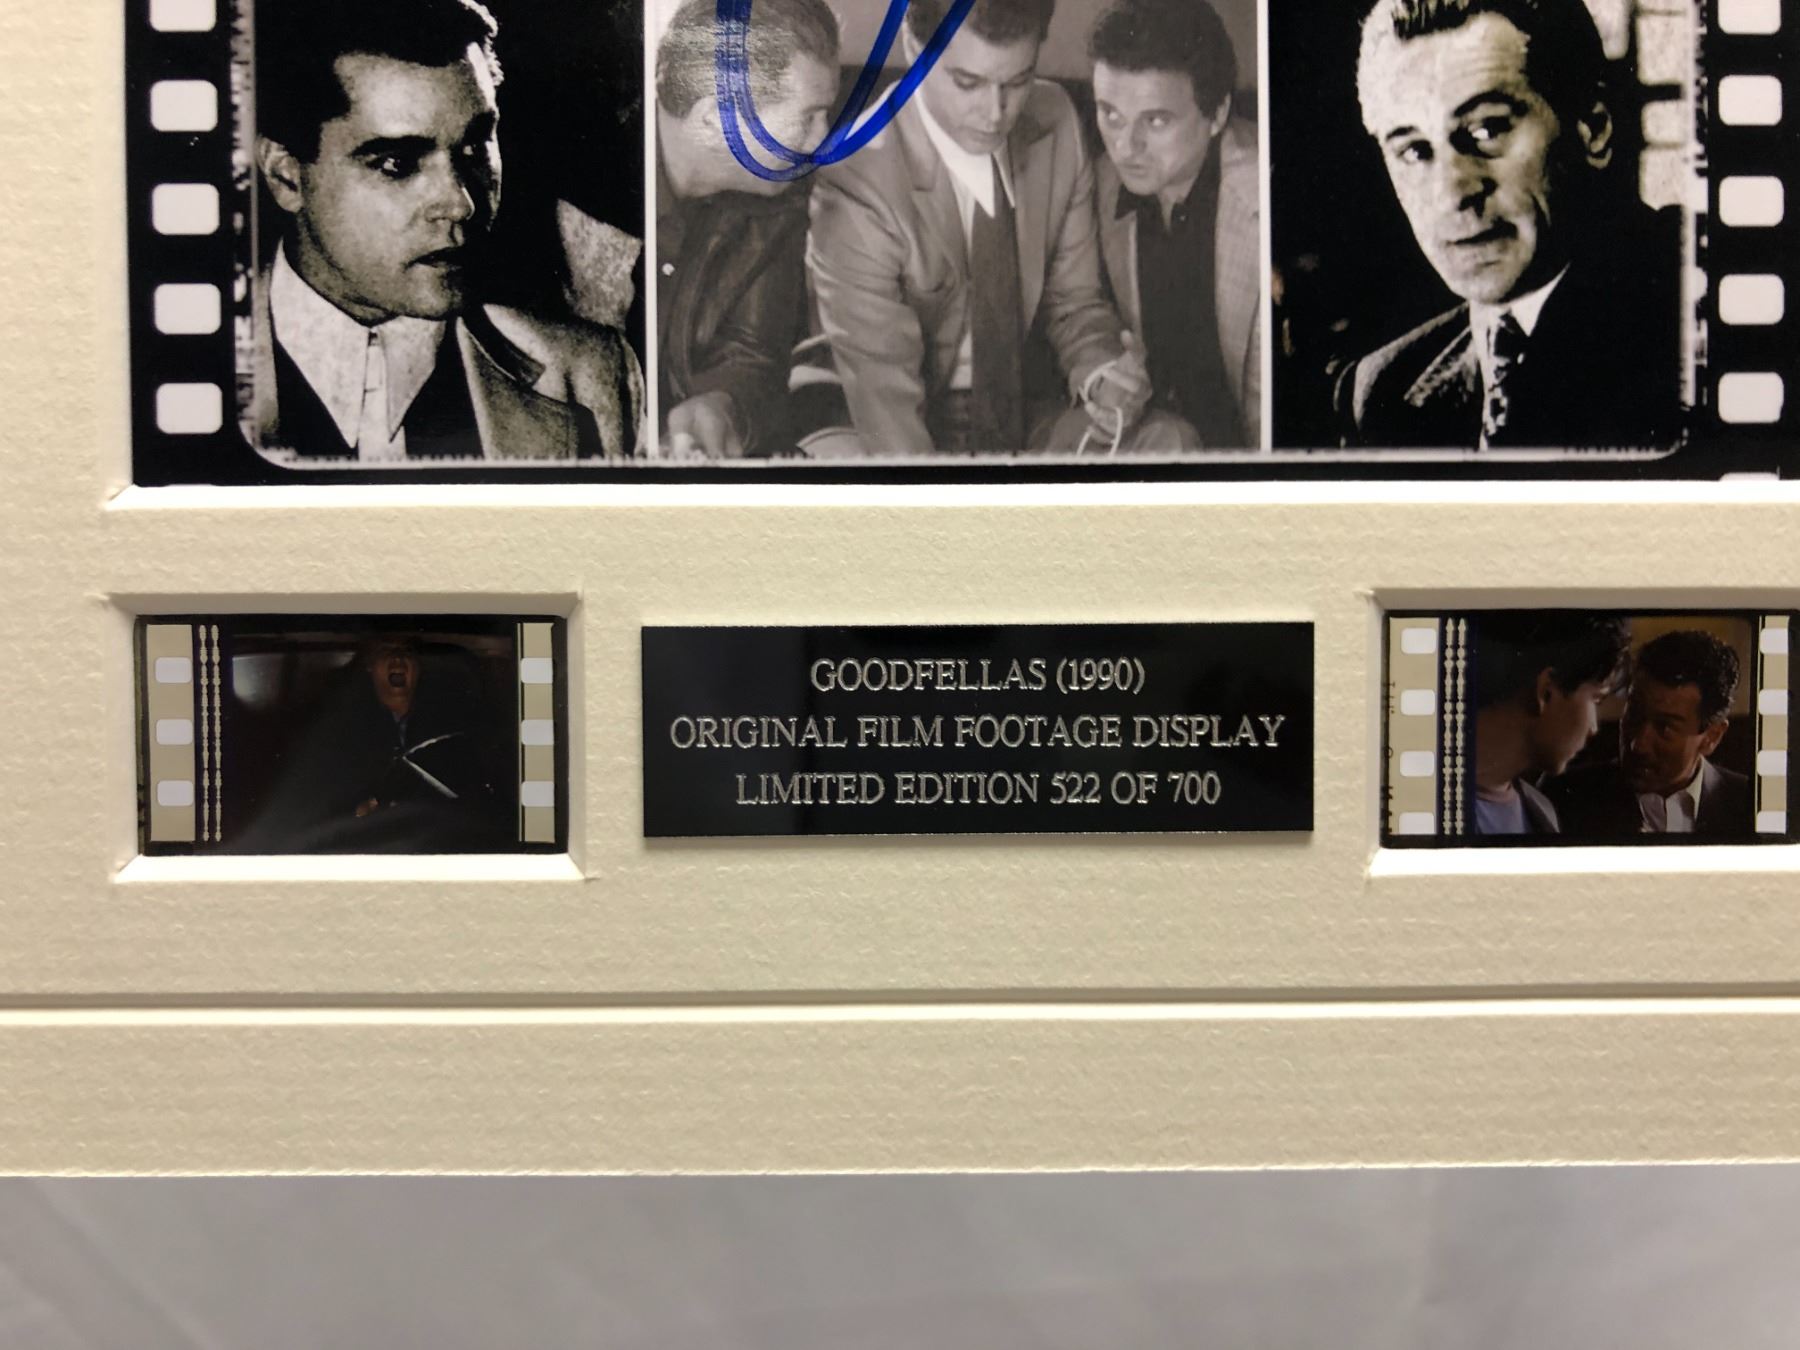 GOODFELLAS (1990)
ORIGINAL FILM FOOTAGE DISPLAY
LIMITED EDITION 522 OF 700